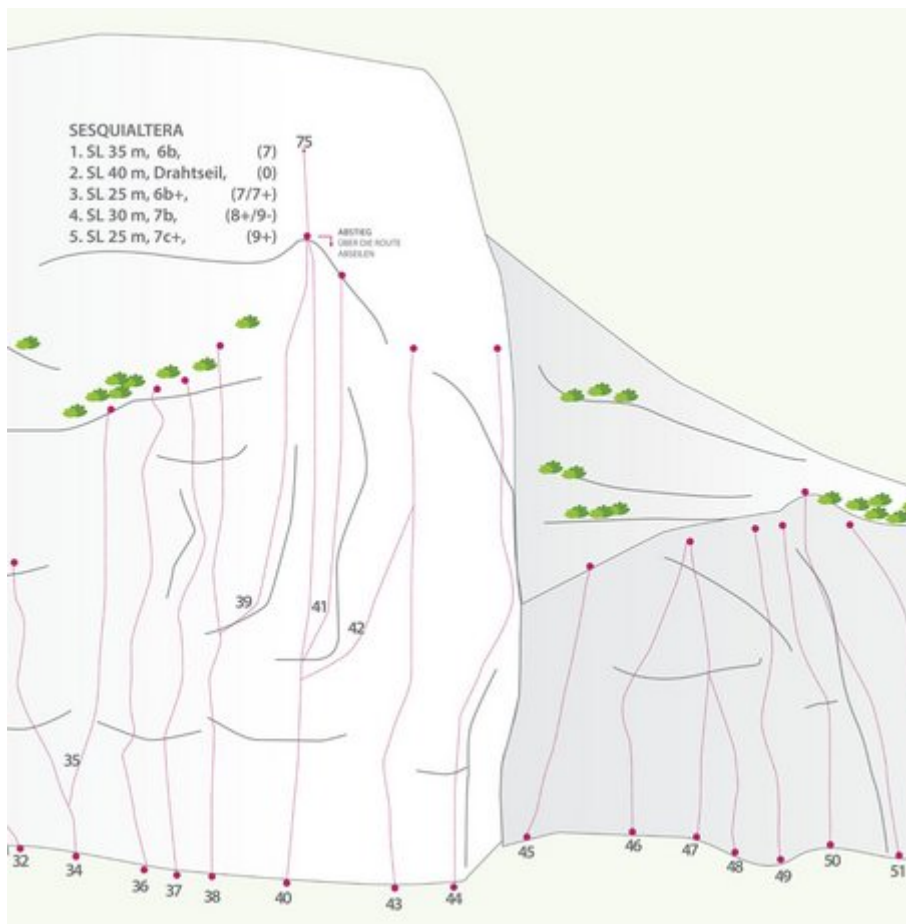 SESQUIALTERA
1. SL 35 m, 6b, (7)
2. SL 40 m, Drahtseil, (0)
3. SL 25 m, 6b+, (7/7+)
4. SL 30 m, 7b, (8+/9-)
5. SL 25 m, 7c+, (9+)
75
ABSTIEG
ÜBER DIE ROUTE
ABSEILEN
39
41
42
35
32
34
36
37
38
40
43
44
45
46
47
48
49
50
51